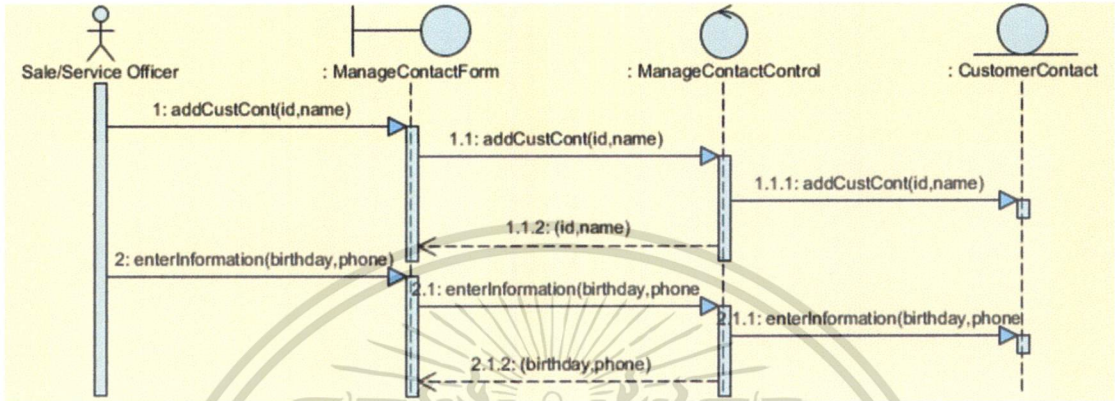 Sale/Service Officer
: ManageContactForm
: ManageContactControl
: CustomerContact
1: addCustCont(id,name)
1.1: addCustCont(id,name)
1.1.1: addCustCont(id,name)
1.1.2: (id,name)
2: enterInformation(birthday,phone)
2.1: enterInformation(birthday,phone
2.1.1: enterInformation(birthday,phone
2.1.2: (birthday,phone)